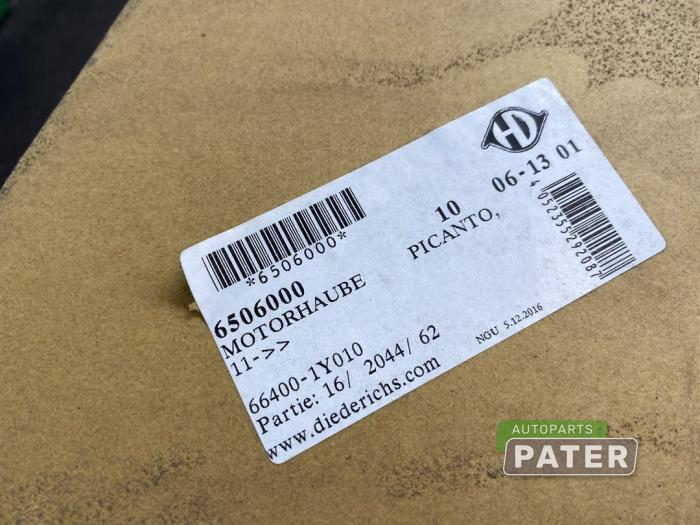 HD
*6506000*
10
06-13 01
6506000
PICANTO,
MOTORHAUBE
11->>
66400-1Y010
Partie: 16/ 2044/ 62
NGU 5.12.2016
www.diederichs.com
AUTOPARTS
PATER